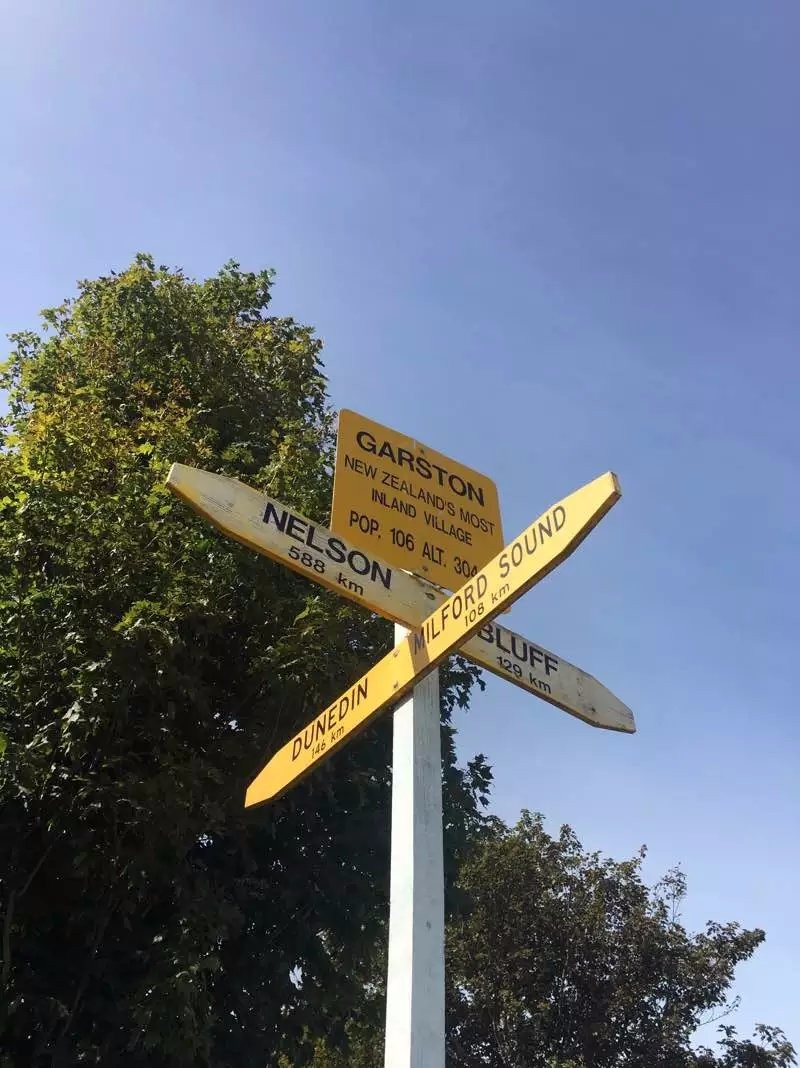 GARSTON
NEW ZEALAND'S MOST
INLAND VILLAGE
POP. 106 ALT. 304
NELSON
588 km
MILFORD SOUND
108 km
BLUFF
129 km
DUNEDIN
146 km